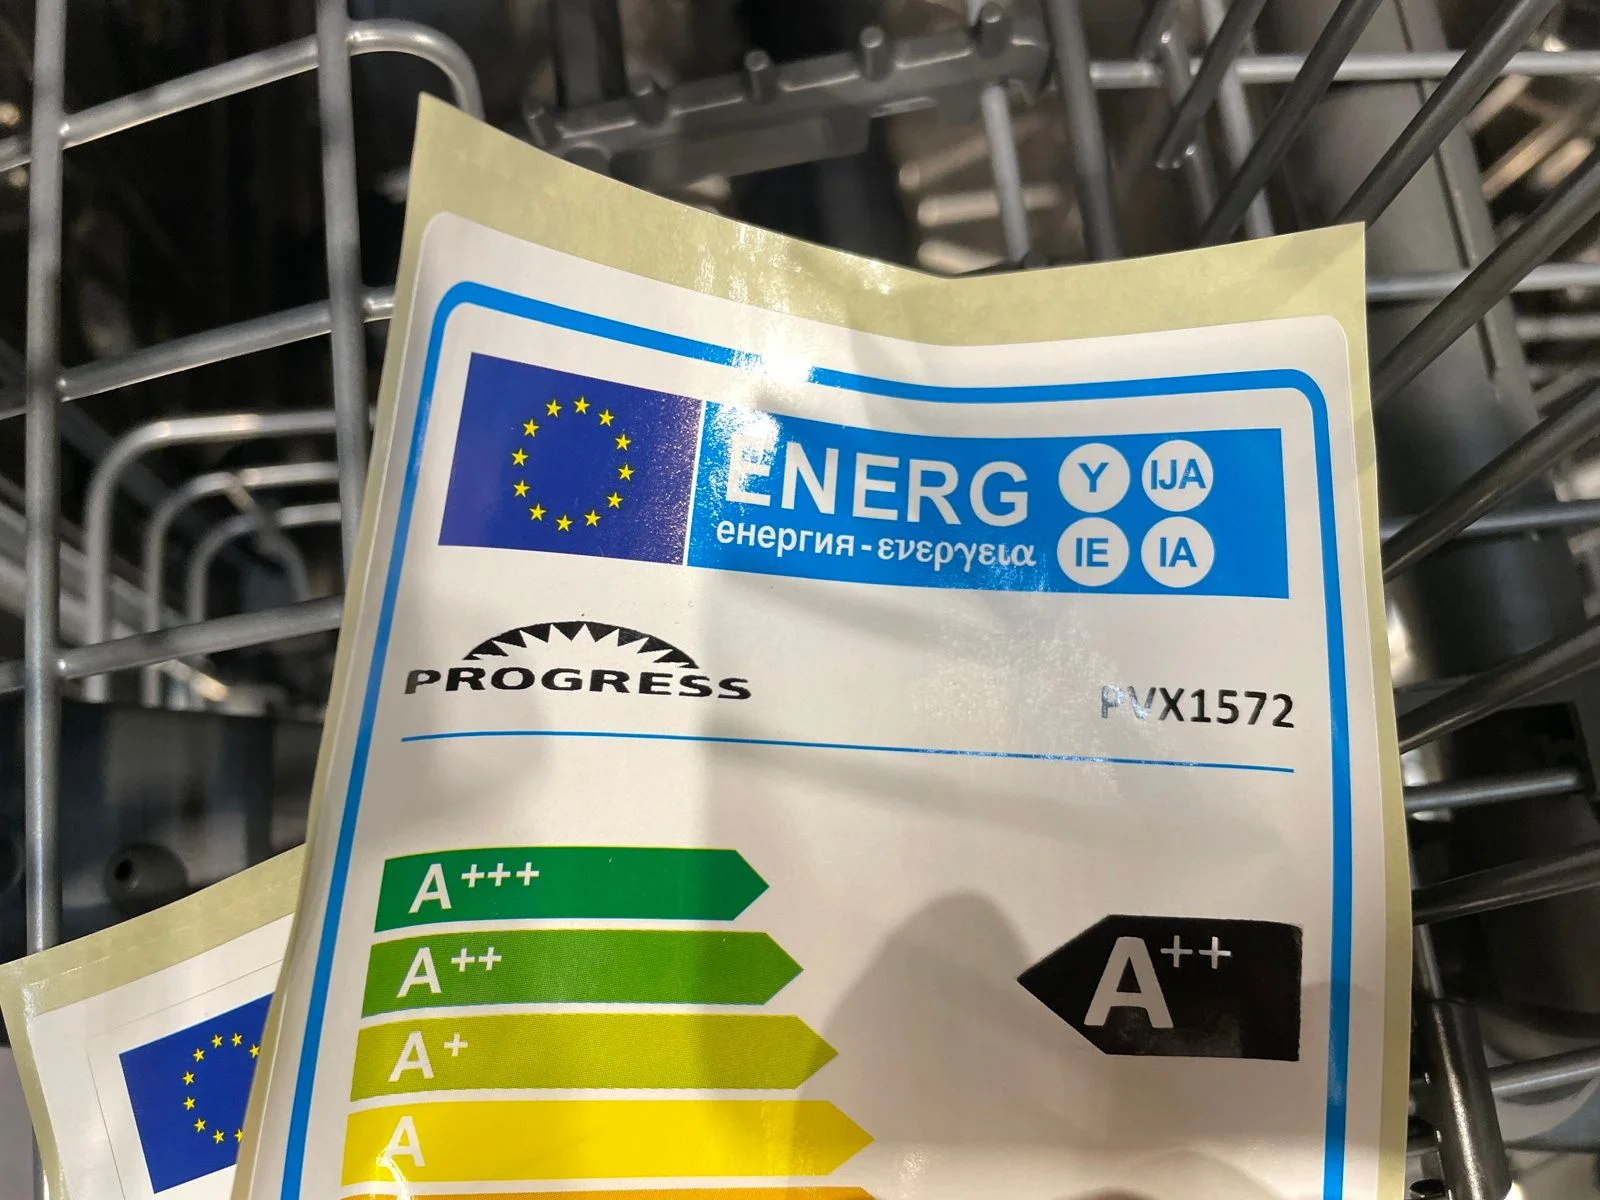 ENERG Y IJA
енергия - ενεργεια IE IA
PROGRESS
PVX1572
A+++
A++
A++
A+
A